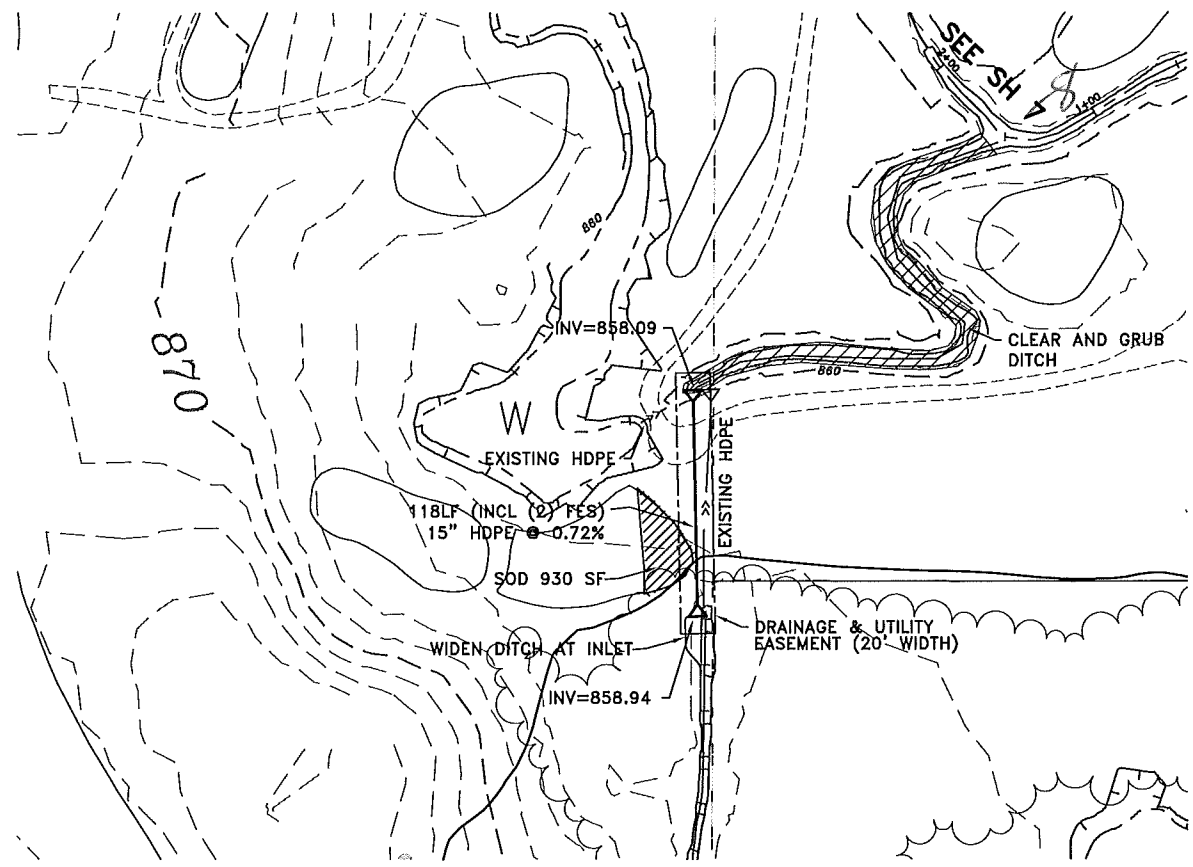 SEE SH
8
2+00
1+00
860
870
INV=858.09
CLEAR AND GRUB
DITCH
860
W
EXISTING HDPE
EXISTING HDPE
118LF (INCL (2) FES)
15" HDPE @ 0.72%
SOD 930 SF
DRAINAGE & UTILITY
EASEMENT (20' WIDTH)
WIDEN DITCH AT INLET
INV=858.94